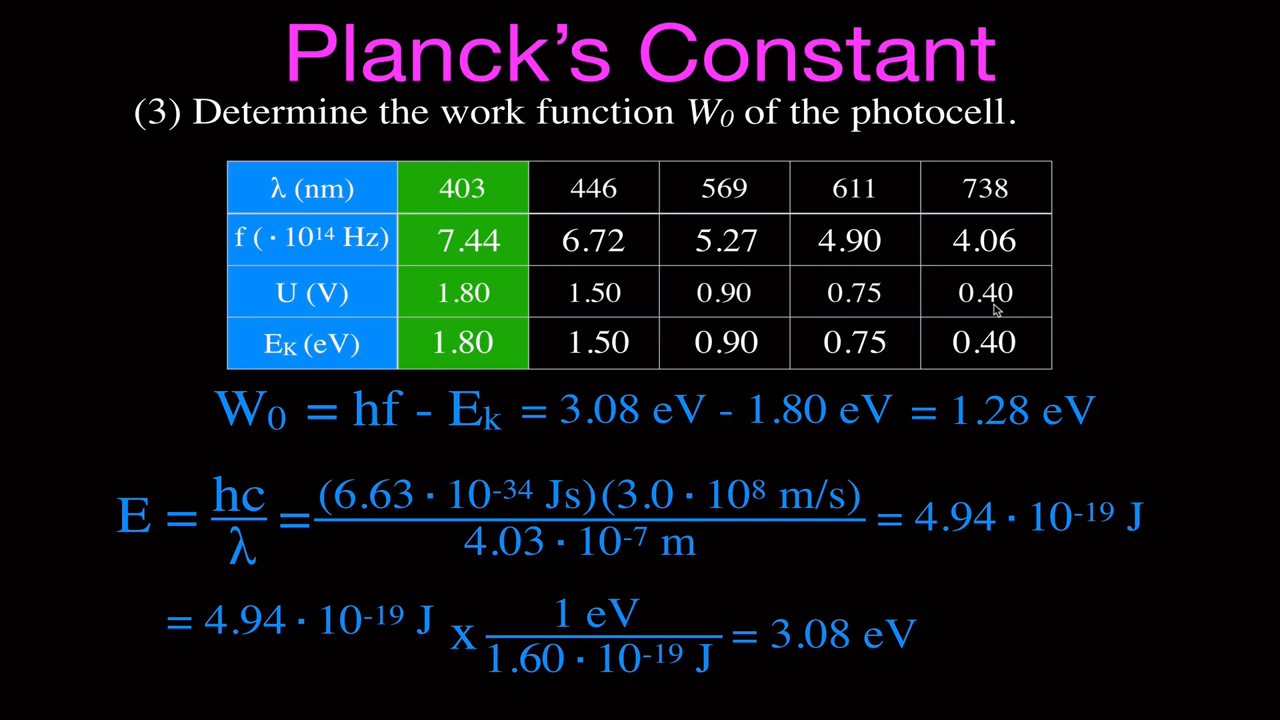 Planck's Constant
(3) Determine the work function W₀ of the photocell.
λ (nm) 403 446 569 611 738
f (·10¹⁴ Hz) 7.44 6.72 5.27 4.90 4.06
U (V) 1.80 1.50 0.90 0.75 0.40
Eₖ (eV) 1.80 1.50 0.90 0.75 0.40
W₀ = hf - Eₖ = 3.08 eV - 1.80 eV = 1.28 eV
E = hc/λ = (6.63 · 10⁻³⁴ Js)(3.0 · 10⁸ m/s) / 4.03 · 10⁻⁷ m = 4.94 · 10⁻¹⁹ J
= 4.94 · 10⁻¹⁹ J x 1 eV / 1.60 · 10⁻¹⁹ J = 3.08 eV